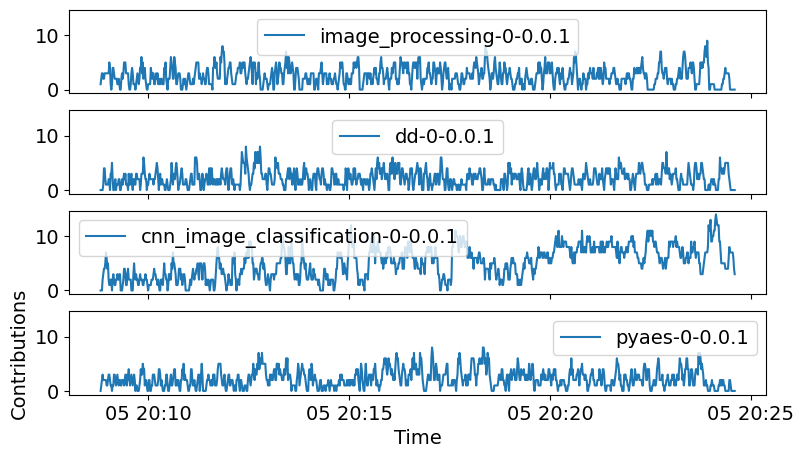 10
0
image_processing-0-0.0.1
10
0
dd-0-0.0.1
10
0
cnn_image_classification-0-0.0.1
10
0
pyaes-0-0.0.1
Contributions
05 20:10 05 20:15 05 20:20 05 20:25
Time